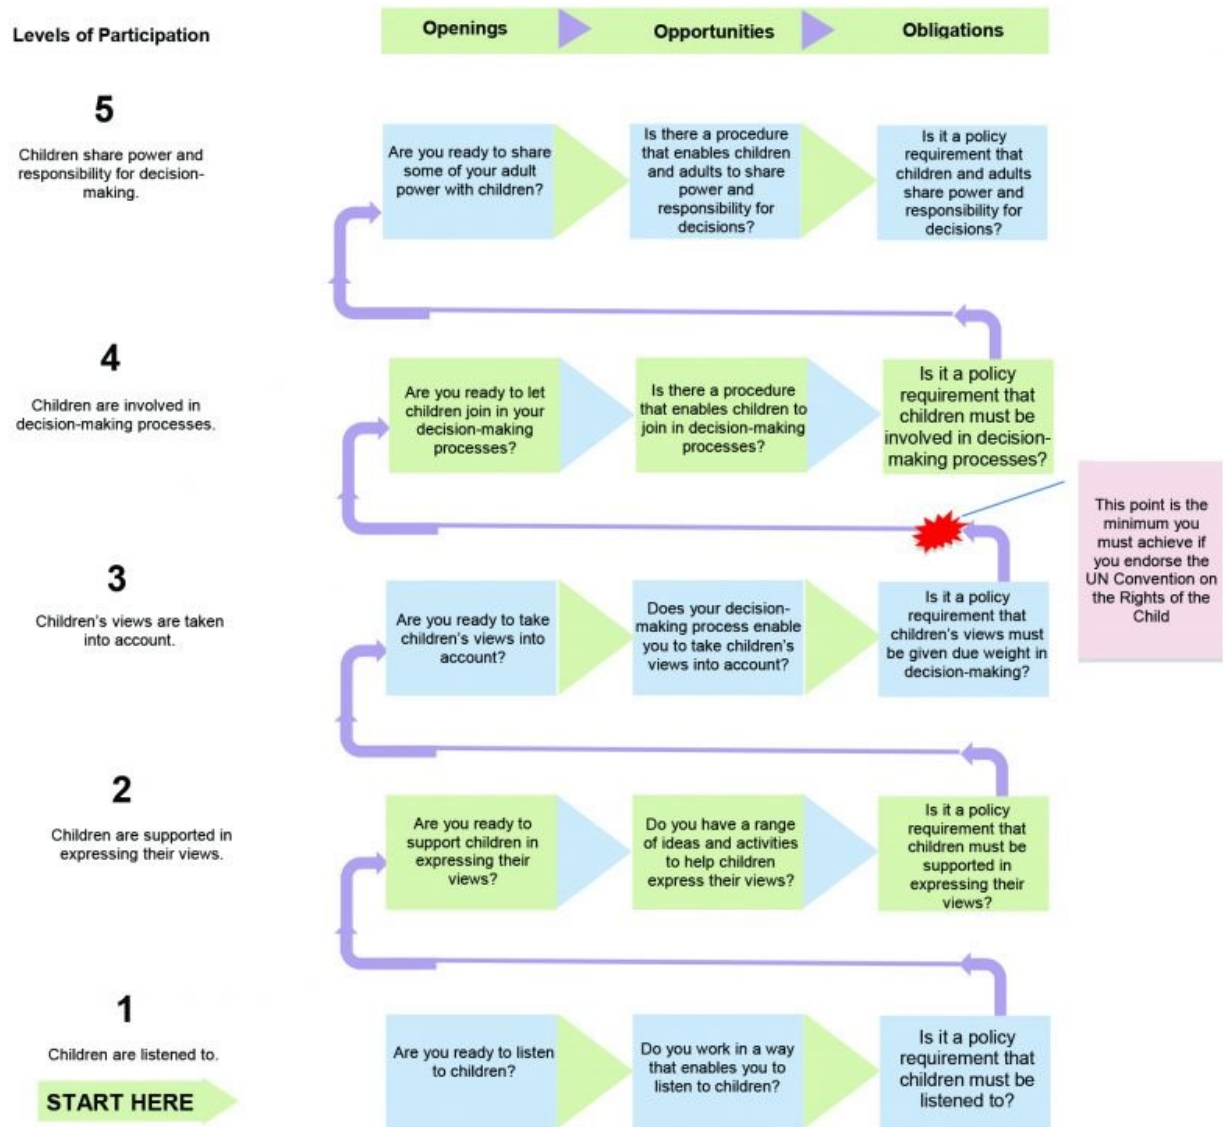 Levels of Participation
Openings
Opportunities
Obligations
5
Children share power and
responsibility for decision-
making.
Are you ready to share
some of your adult
power with children?
Is there a procedure
that enables children
and adults to share
power and
responsibility for
decisions?
Is it a policy
requirement that
children and adults
share power and
responsibility for
decisions?
4
Children are involved in
decision-making processes.
Are you ready to let
children join in your
decision-making
processes?
Is there a procedure
that enables children to
join in decision-making
processes?
Is it a policy
requirement that
children must be
involved in decision-
making processes?
This point is the
minimum you
must achieve if
you endorse the
UN Convention on
the Rights of the
Child
3
Children's views are taken
into account.
Are you ready to take
children's views into
account?
Does your decision-
making process enable
you to take children's
views into account?
Is it a policy
requirement that
children's views must
be given due weight in
decision-making?
2
Children are supported in
expressing their views.
Are you ready to
support children in
expressing their
views?
Do you have a range
of ideas and activities
to help children
express their views?
Is it a policy
requirement that
children must be
supported in
expressing their
views?
1
Children are listened to.
START HERE
Are you ready to listen
to children?
Do you work in a way
that enables you to
listen to children?
Is it a policy
requirement that
children must be
listened to?